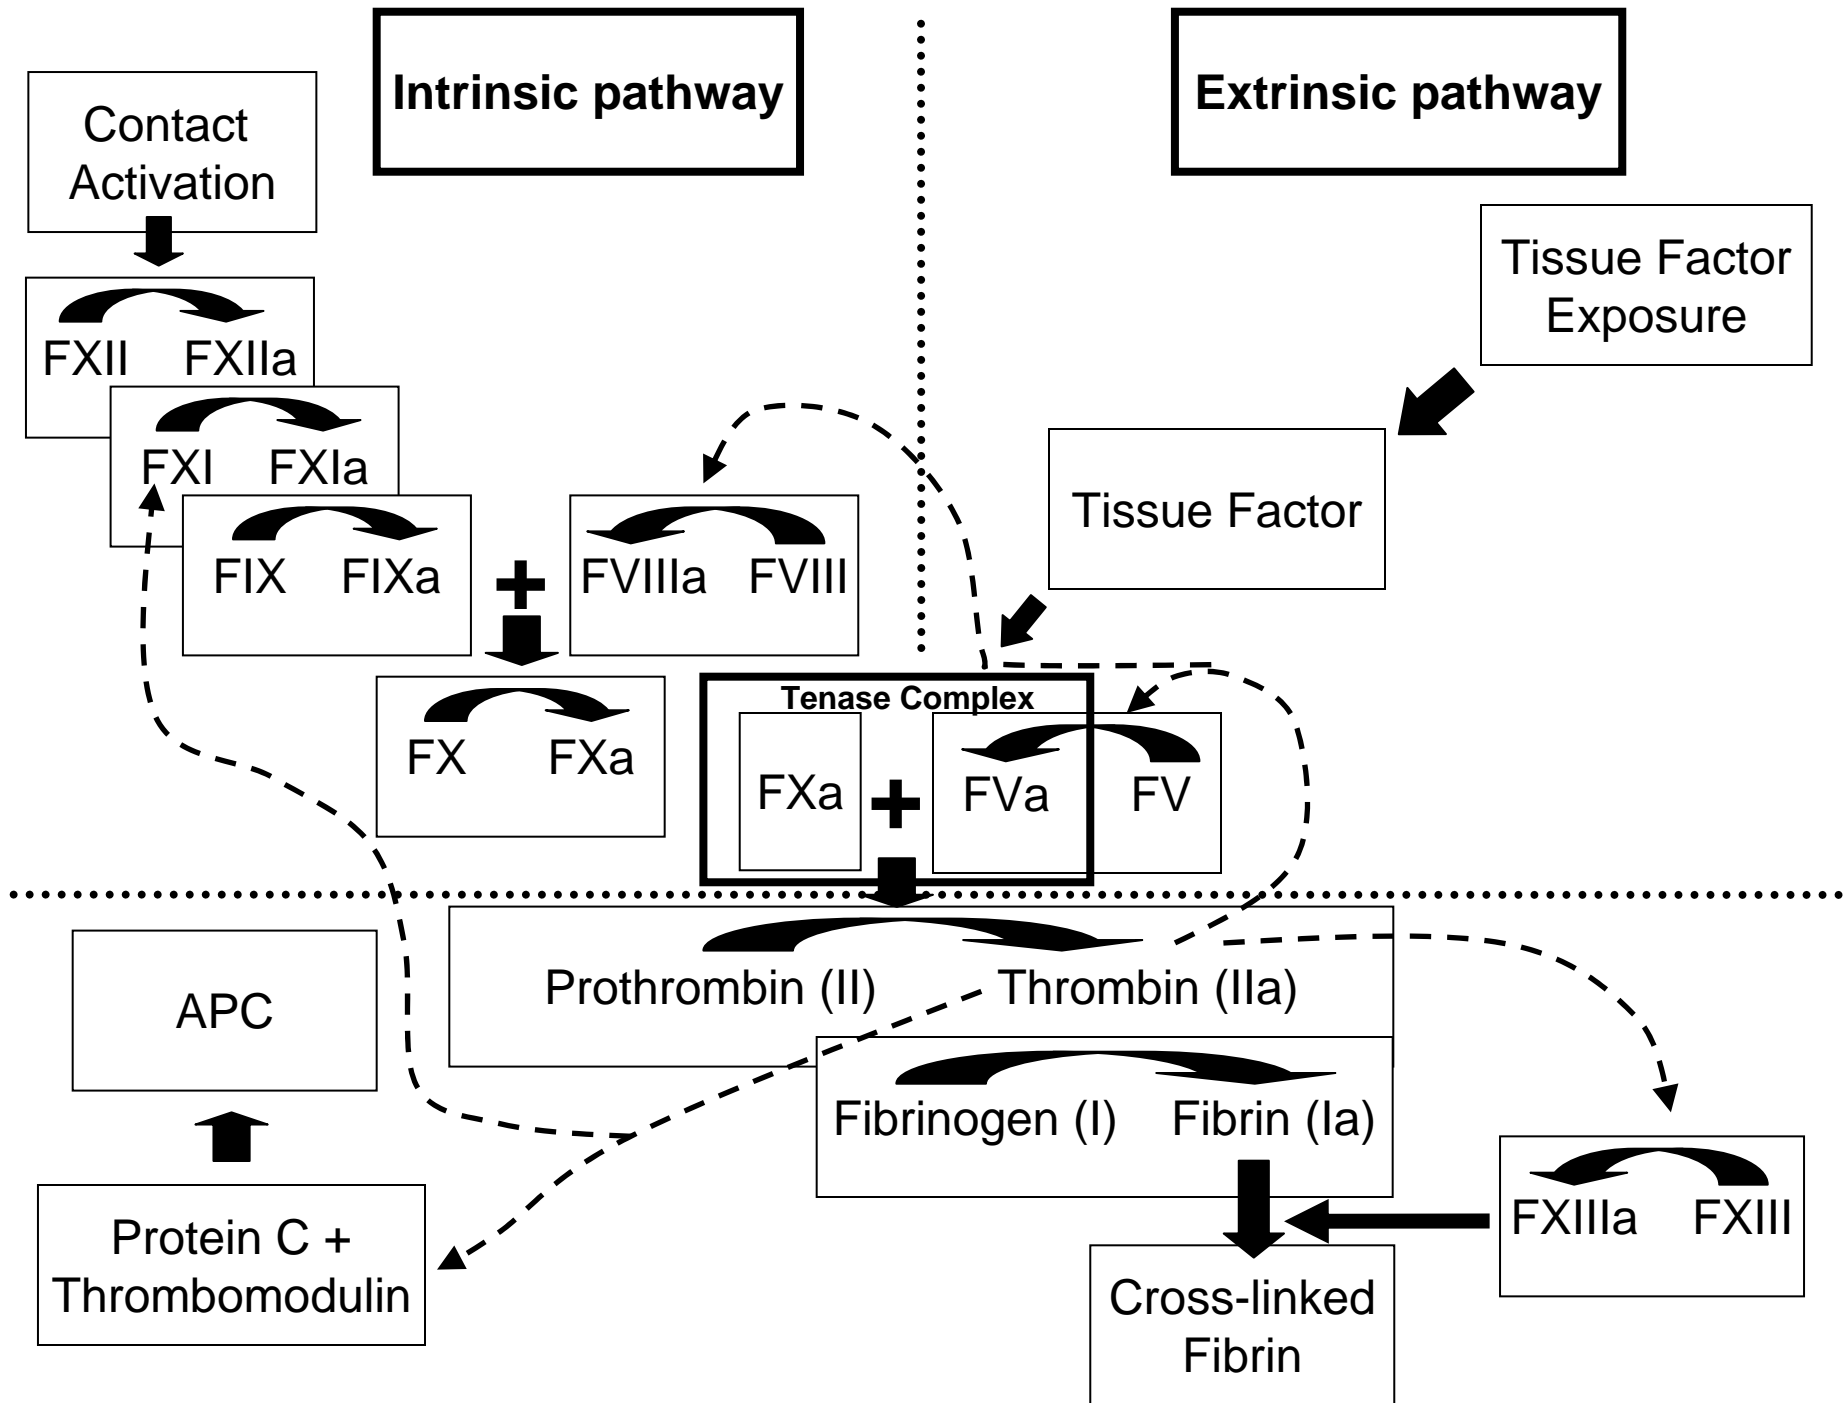 Intrinsic pathway
Extrinsic pathway
Contact
Activation
Tissue Factor
Exposure
FXII FXIIa
FXI FXIa
Tissue Factor
FIX FIXa
+
FVIIIa FVIII
Tenase Complex
FX FXa
FXa
+
FVa FV
Prothrombin (II) Thrombin (IIa)
APC
Fibrinogen (I) Fibrin (Ia)
FXIIIa FXIII
Protein C +
Thrombomodulin
Cross-linked
Fibrin